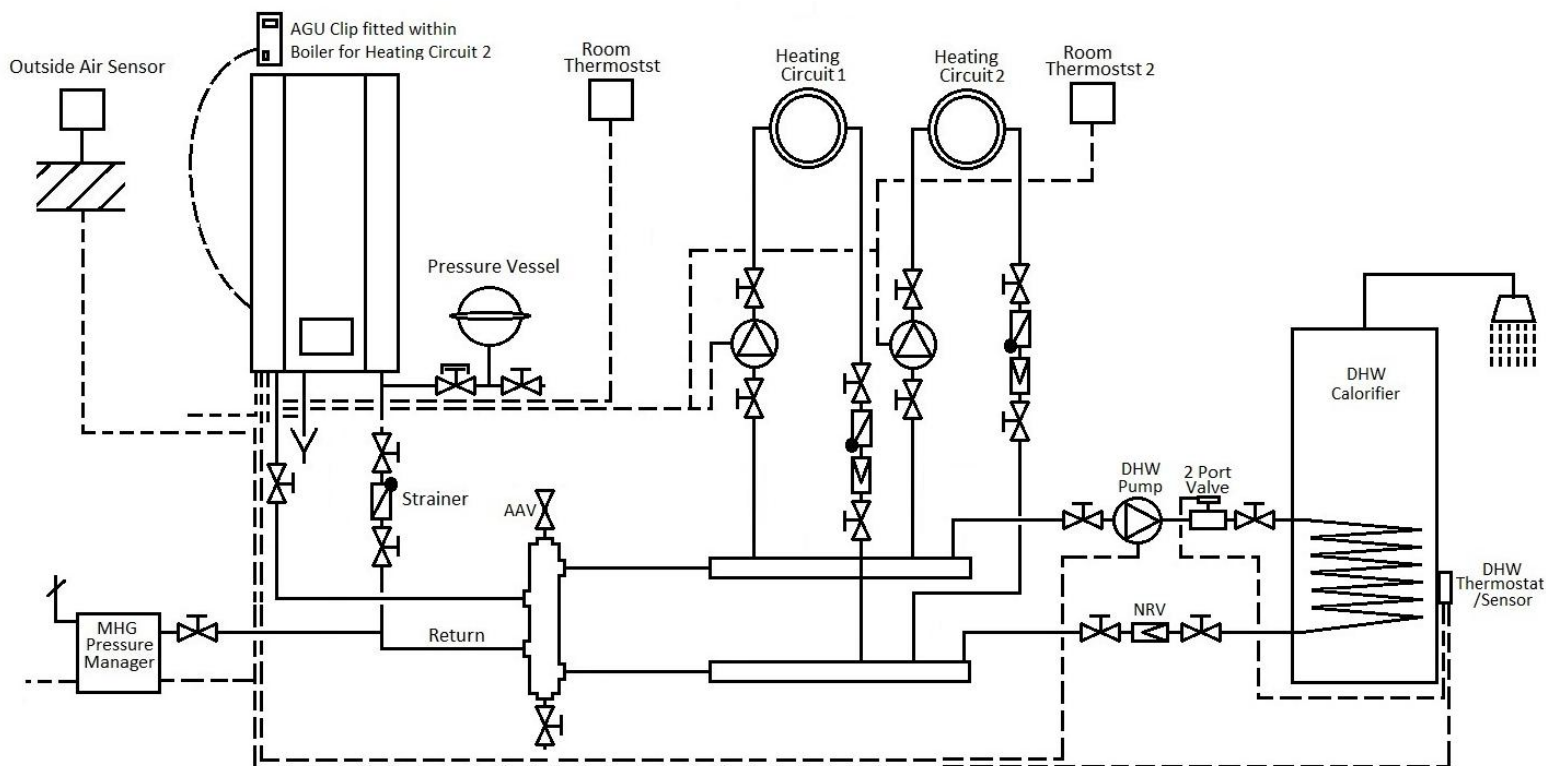 AGU Clip fitted within
Boiler for Heating Circuit 2
Outside Air Sensor
Room
Thermostst
Heating
Circuit 1
Heating
Circuit 2
Room
Thermostst 2
Pressure Vessel
Strainer
AAV
DHW
Pump
2 Port
Valve
DHW
Calorifier
DHW
Thermostat
/Sensor
NRV
MHG
Pressure
Manager
Return